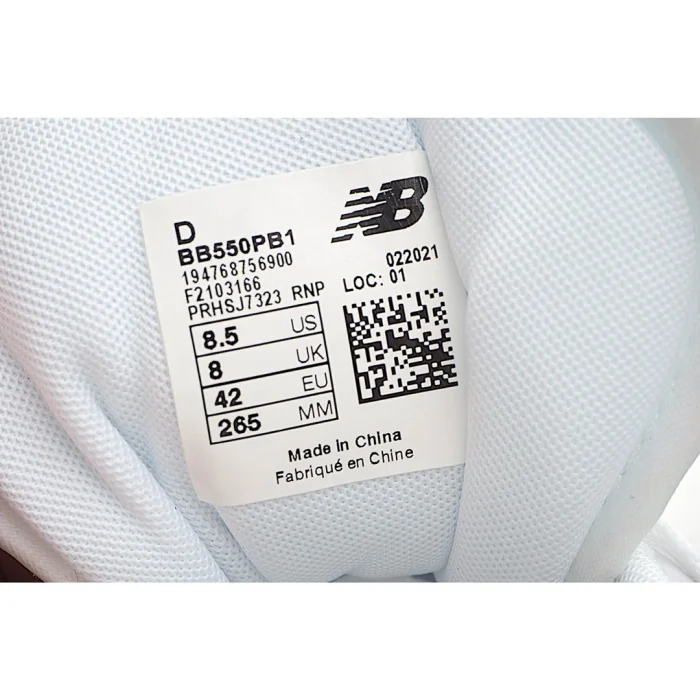 NB
D
BB550PB1
194768756900
F2103166
PRHSJ7323 RNP
022021
LOC: 01
8.5 US
8 UK
42 EU
265 MM
Made in China
Fabriqué en Chine